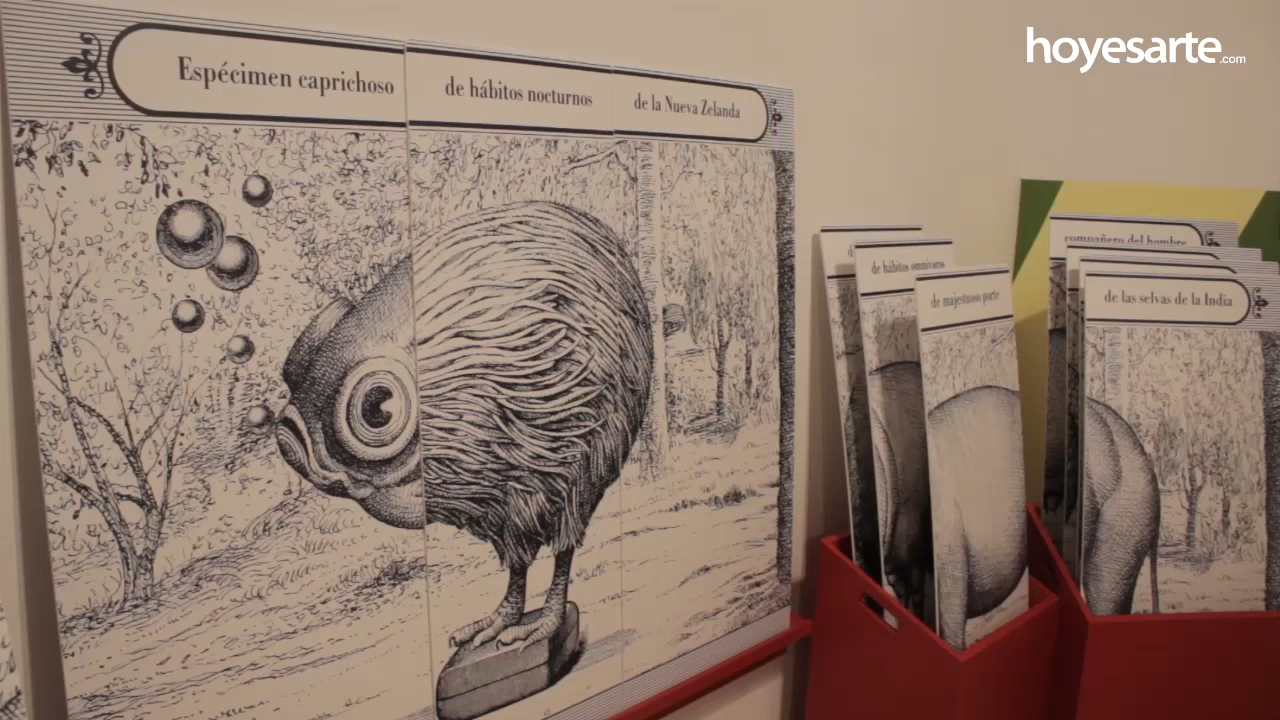 hoyesarte.com
Espécimen caprichoso de hábitos nocturnos de la Nueva Zelanda
de hábitos omnívoros
de majestuoso porte
compañero del hombre
de las selvas de la India